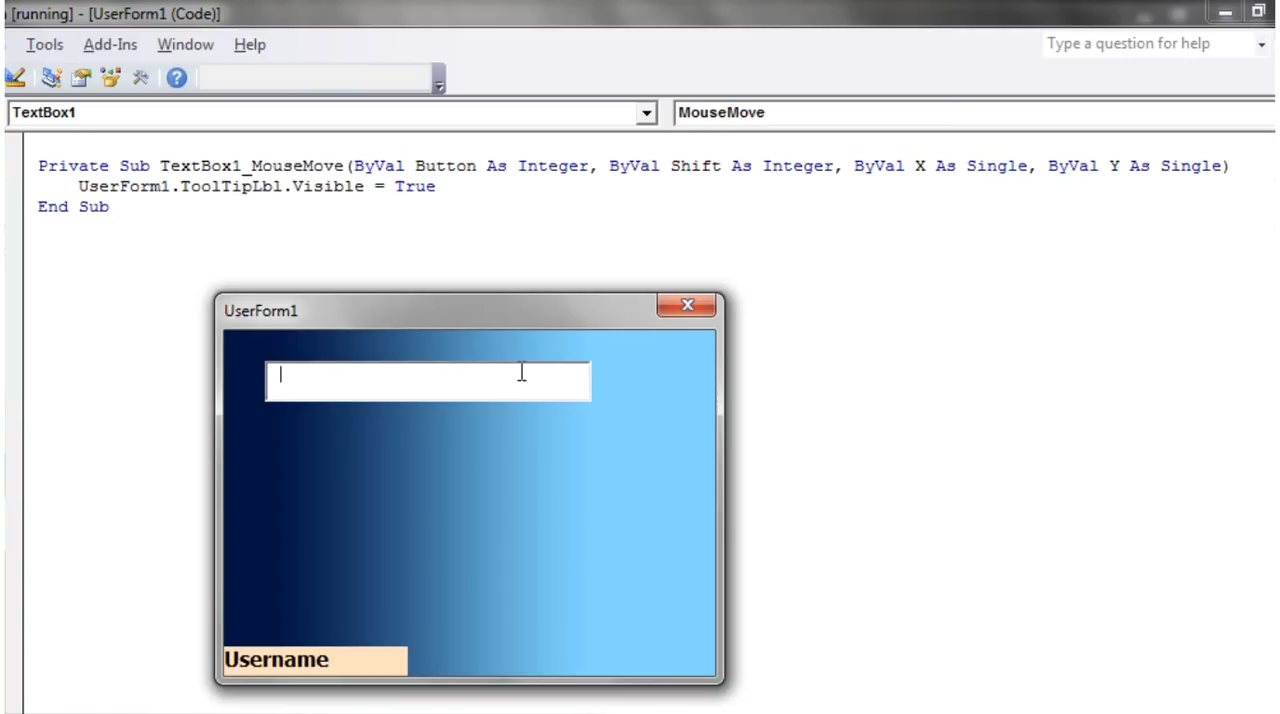 [running] - [UserForm1 (Code)]
Tools Add-Ins Window Help Type a question for help
TextBox1 MouseMove
Private Sub TextBox1_MouseMove(ByVal Button As Integer, ByVal Shift As Integer, ByVal X As Single, ByVal Y As Single)
UserForm1.ToolTipLbl.Visible = True
End Sub
UserForm1
Username